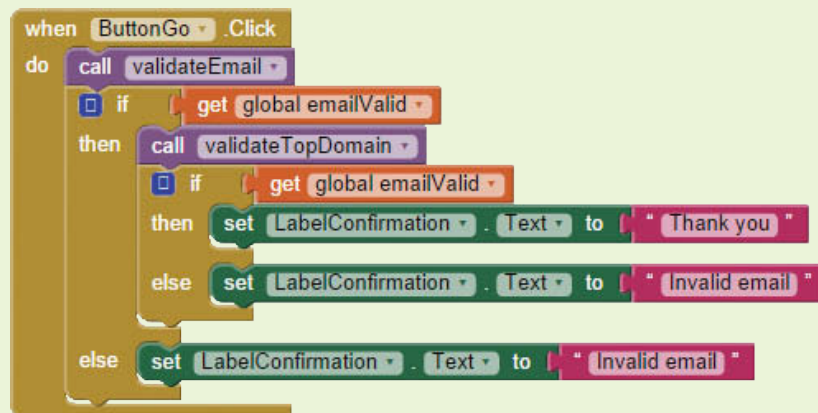 when ButtonGo .Click
do call validateEmail
if get global emailValid
then call validateTopDomain
if get global emailValid
then set LabelConfirmation . Text to " Thank you "
else set LabelConfirmation . Text to " Invalid email "
else set LabelConfirmation . Text to " Invalid email "